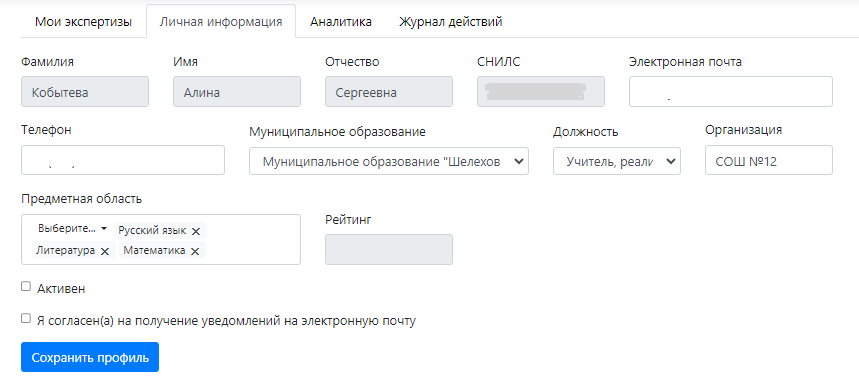 Мои экспертизы Личная информация Аналитика Журнал действий
Фамилия Имя Отчество СНИЛС Электронная почта
Кобытева Алина Сергеевна
Телефон Муниципальное образование Должность Организация
Муниципальное образование "Шелехов Учитель, реали СОШ №12
Предметная область Рейтинг
Выберите... Русский язык ×
Литература × Математика ×
Активен
Я согласен(а) на получение уведомлений на электронную почту
Сохранить профиль